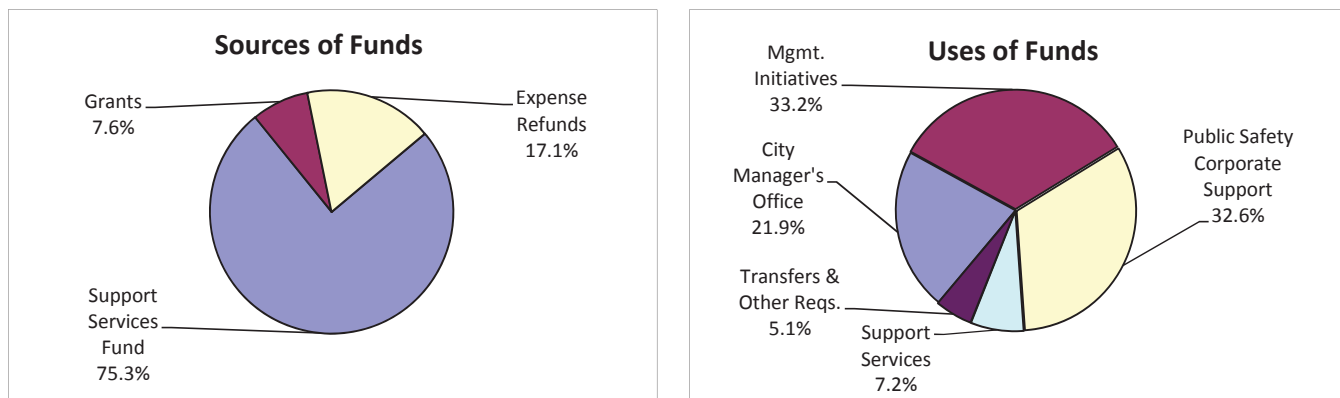 Sources of Funds
Grants
7.6%
Expense
Refunds
17.1%
Support
Services
Fund
75.3%
Uses of Funds
Mgmt.
Initiatives
33.2%
Public Safety
Corporate
Support
32.6%
City
Manager's
Office
21.9%
Transfers &
Other Reqs.
5.1%
Support
Services
7.2%